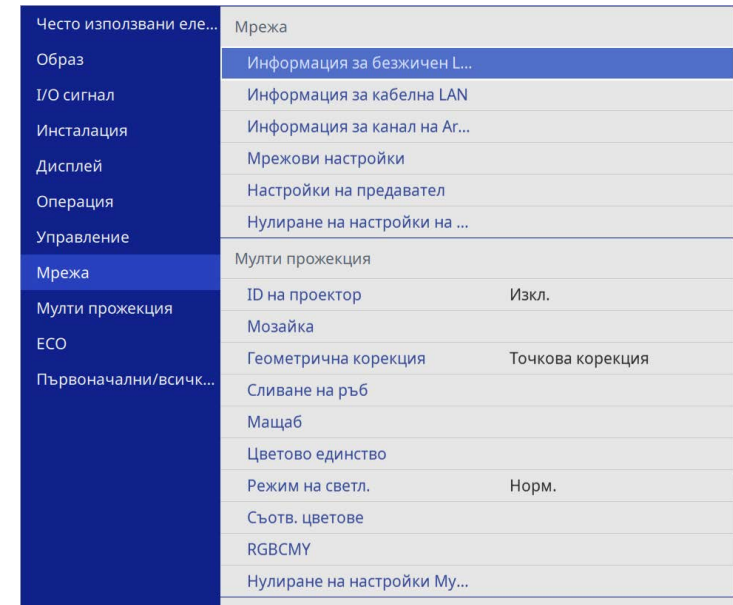 Често използвани еле...
Образ
I/O сигнал
Инсталация
Дисплей
Операция
Управление
Мрежа
Мулти прожекция
ECO
Първоначални/всичк...
Мрежа
Информация за безжичен L...
Информация за кабелна LAN
Информация за канал на Ar...
Мрежови настройки
Настройки на предавател
Нулиране на настройки на ...
Мулти прожекция
ID на проектор Изкл.
Мозайка
Геометрична корекция Точкова корекция
Сливане на ръб
Мащаб
Цветово единство
Режим на светл. Норм.
Съотв. цветове
RGBCMY
Нулиране на настройки Му...